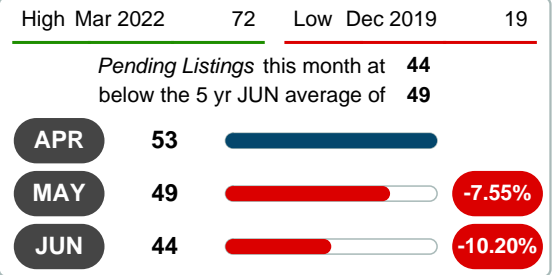 High Mar 2022 72 Low Dec 2019 19
Pending Listings this month at 44
below the 5 yr JUN average of 49
APR 53
MAY 49 -7.55%
JUN 44 -10.20%